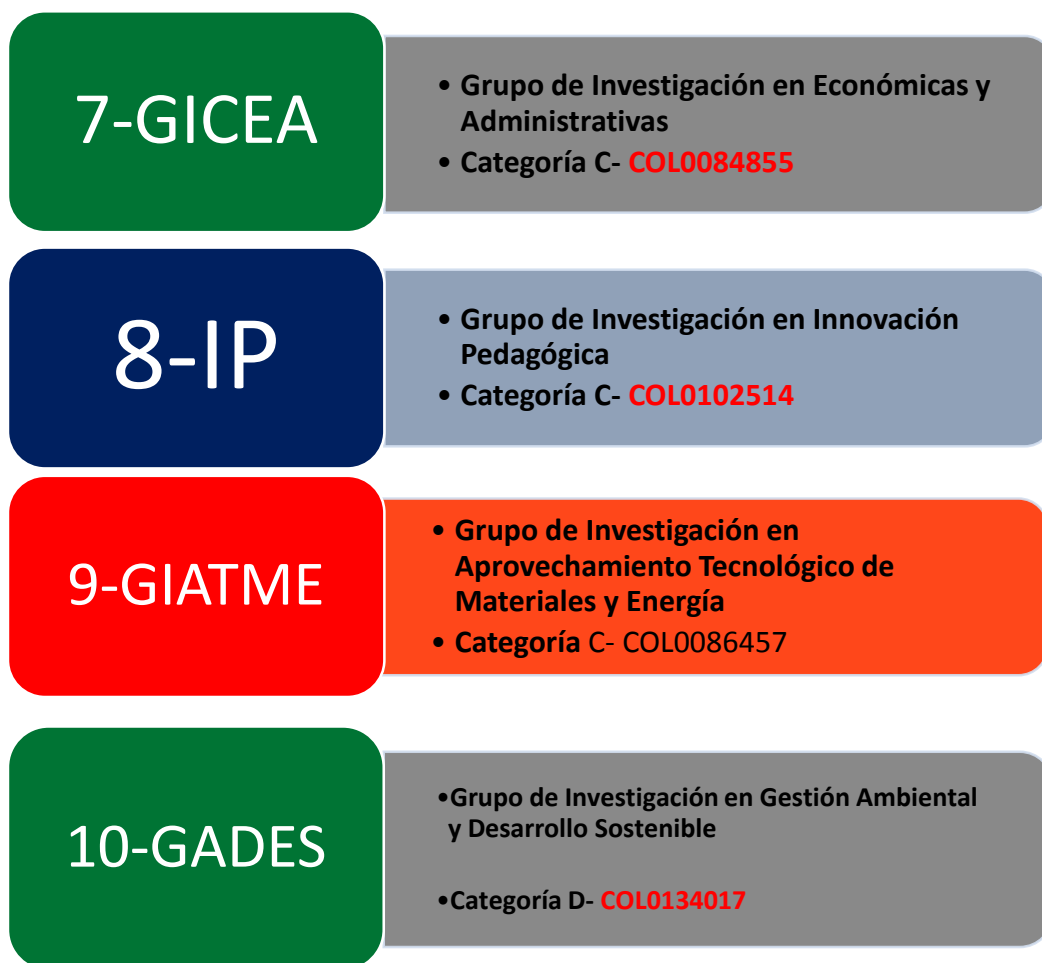 7-GICEA
• Grupo de Investigación en Económicas y
Administrativas
• Categoría C- COL0084855
8-IP
• Grupo de Investigación en Innovación
Pedagógica
• Categoría C- COL0102514
9-GIATME
• Grupo de Investigación en
Aprovechamiento Tecnológico de
Materiales y Energía
• Categoría C- COL0086457
10-GADES
•Grupo de Investigación en Gestión Ambiental
y Desarrollo Sostenible
•Categoría D- COL0134017